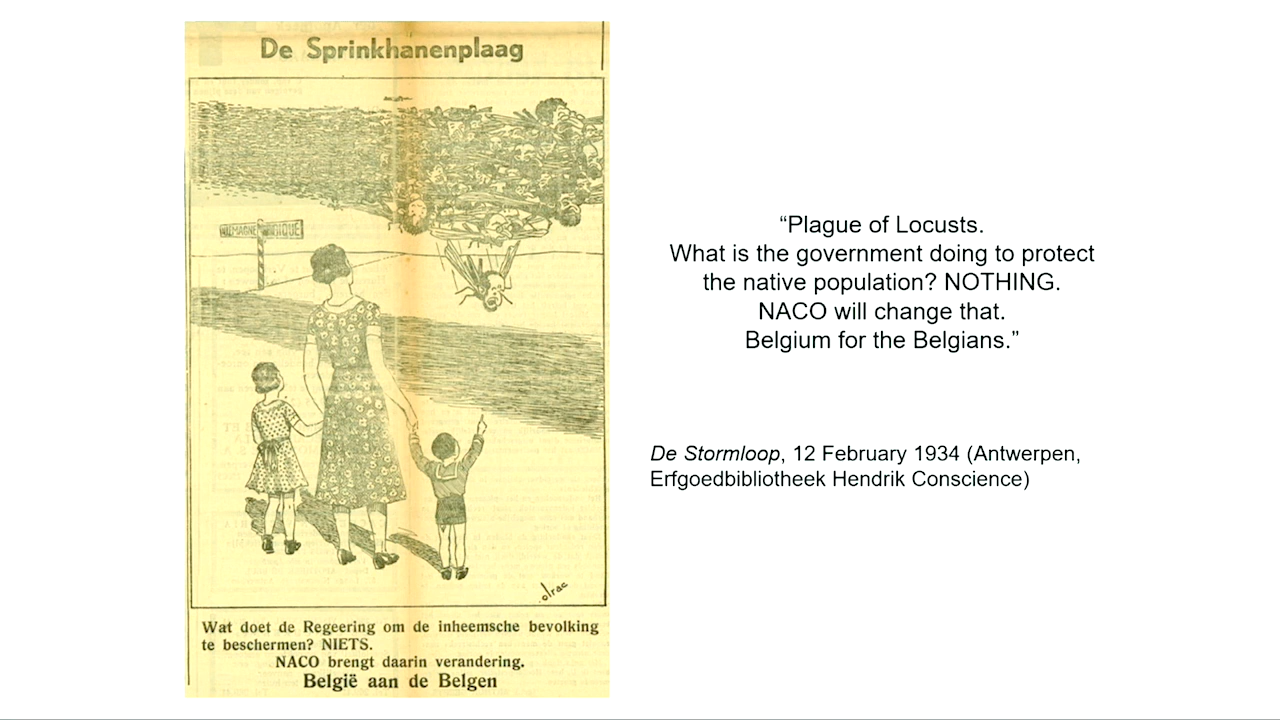 De Sprinkhanenplaag
Wat doet de Regeering om de inheemsche bevolking
te beschermen? NIETS.
NACO brengt daarin verandering.
België aan de Belgen
“Plague of Locusts.
What is the government doing to protect
the native population? NOTHING.
NACO will change that.
Belgium for the Belgians.”
De Stormloop, 12 February 1934 (Antwerpen,
Erfgoedbibliotheek Hendrik Conscience)